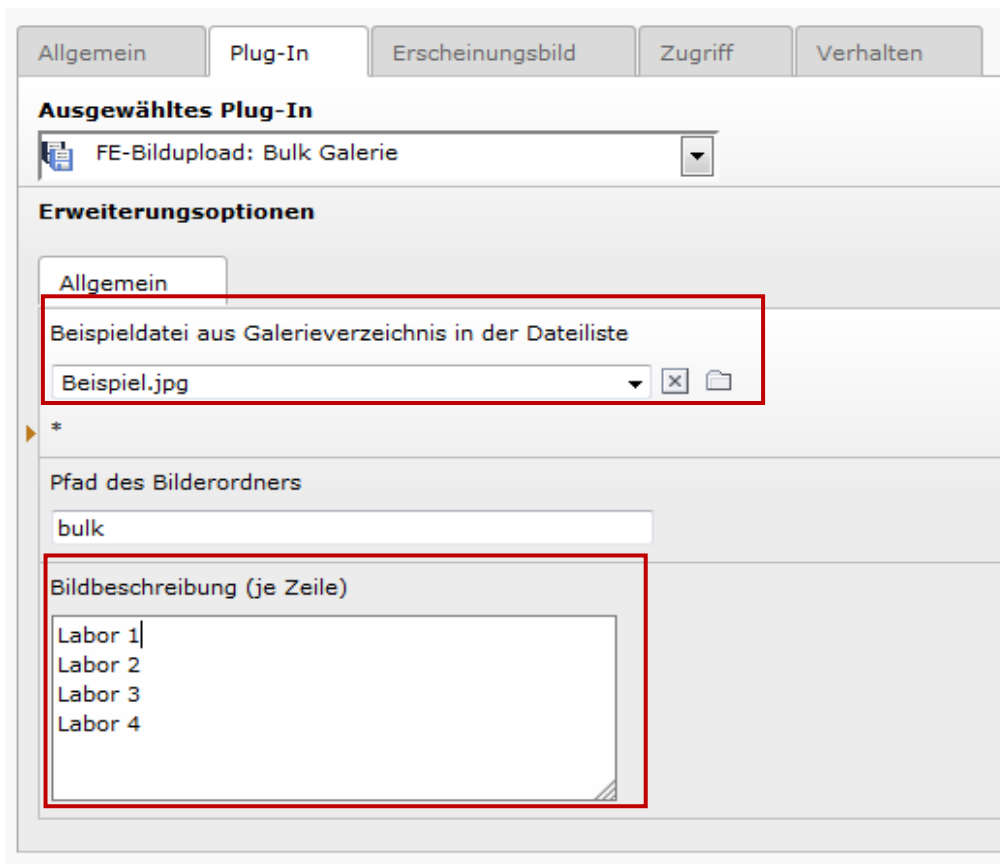 Allgemein Plug-In Erscheinungsbild Zugriff Verhalten
Ausgewähltes Plug-In
FE-Bildupload: Bulk Galerie
Erweiterungsoptionen
Allgemein
Beispieldatei aus Galerieverzeichnis in der Dateiliste
Beispiel.jpg
*
Pfad des Bilderordners
bulk
Bildbeschreibung (je Zeile)
Labor 1
Labor 2
Labor 3
Labor 4